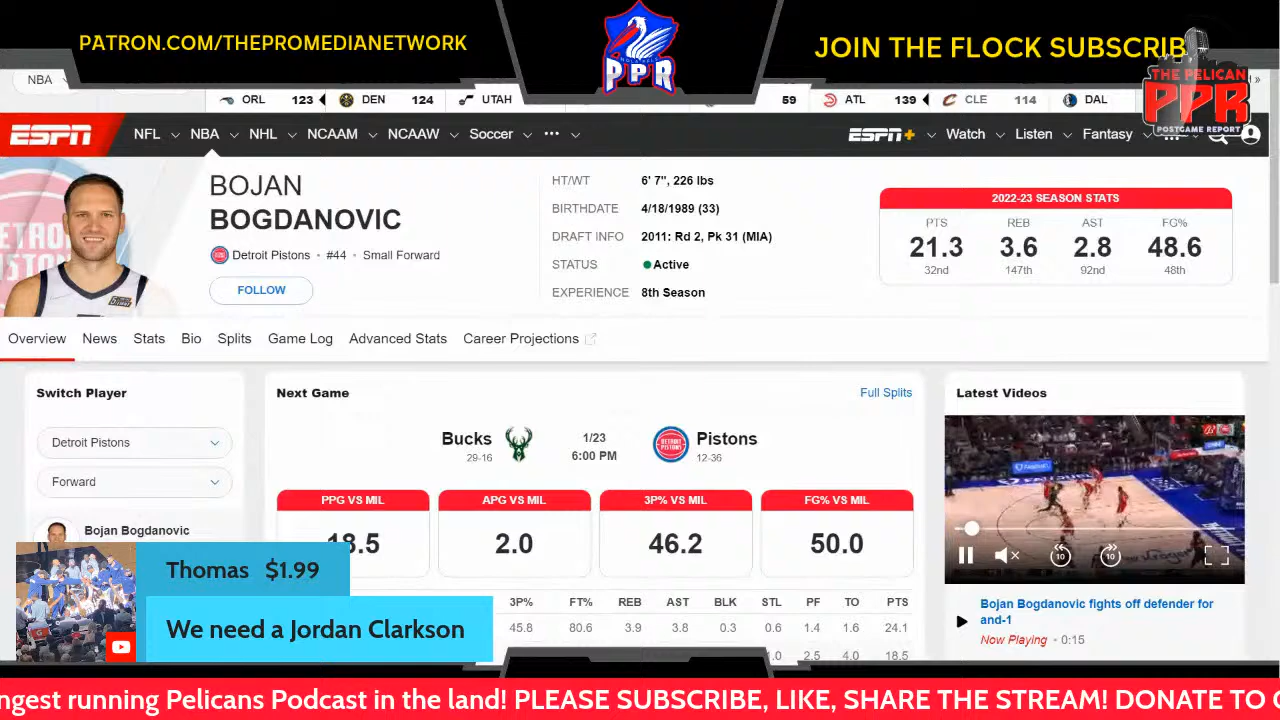 PATRON.COM/THEPROMEDIANETWORK
PPR
JOIN THE FLOCK SUBSCRIB
THE PELICAN
PPR
POSTGAME REPORT
NBA
ORL 123 DEN 124 UTAH 59 ATL 139 CLE 114 DAL
ESPN NFL NBA NHL NCAAM NCAAW Soccer ••• ESPN+ Watch Listen Fantasy
BOJAN
BOGDANOVIC
Detroit Pistons • #44 • Small Forward
FOLLOW
HT/WT 6' 7", 226 lbs
BIRTHDATE 4/18/1989 (33)
DRAFT INFO 2011: Rd 2, Pk 31 (MIA)
STATUS Active
EXPERIENCE 8th Season
2022-23 SEASON STATS
PTS REB AST FG%
21.3 3.6 2.8 48.6
32nd 147th 92nd 48th
Overview News Stats Bio Splits Game Log Advanced Stats Career Projections
Switch Player
Detroit Pistons
Forward
Bojan Bogdanovic
Next Game
Full Splits
Bucks 1/23 Pistons
29-16 6:00 PM 12-36
PPG VS MIL APG VS MIL 3P% VS MIL FG% VS MIL
18.5 2.0 46.2 50.0
3P% FT% REB AST BLK STL PF TO PTS
45.8 80.6 3.9 3.8 0.3 0.6 1.4 1.6 24.1
1.0 2.5 4.0 18.5
Latest Videos
10 10
Bojan Bogdanovic fights off defender for
and-1
Now Playing • 0:15
Thomas $1.99
We need a Jordan Clarkson
ngest running Pelicans Podcast in the land! PLEASE SUBSCRIBE, LIKE, SHARE THE STREAM! DONATE TO